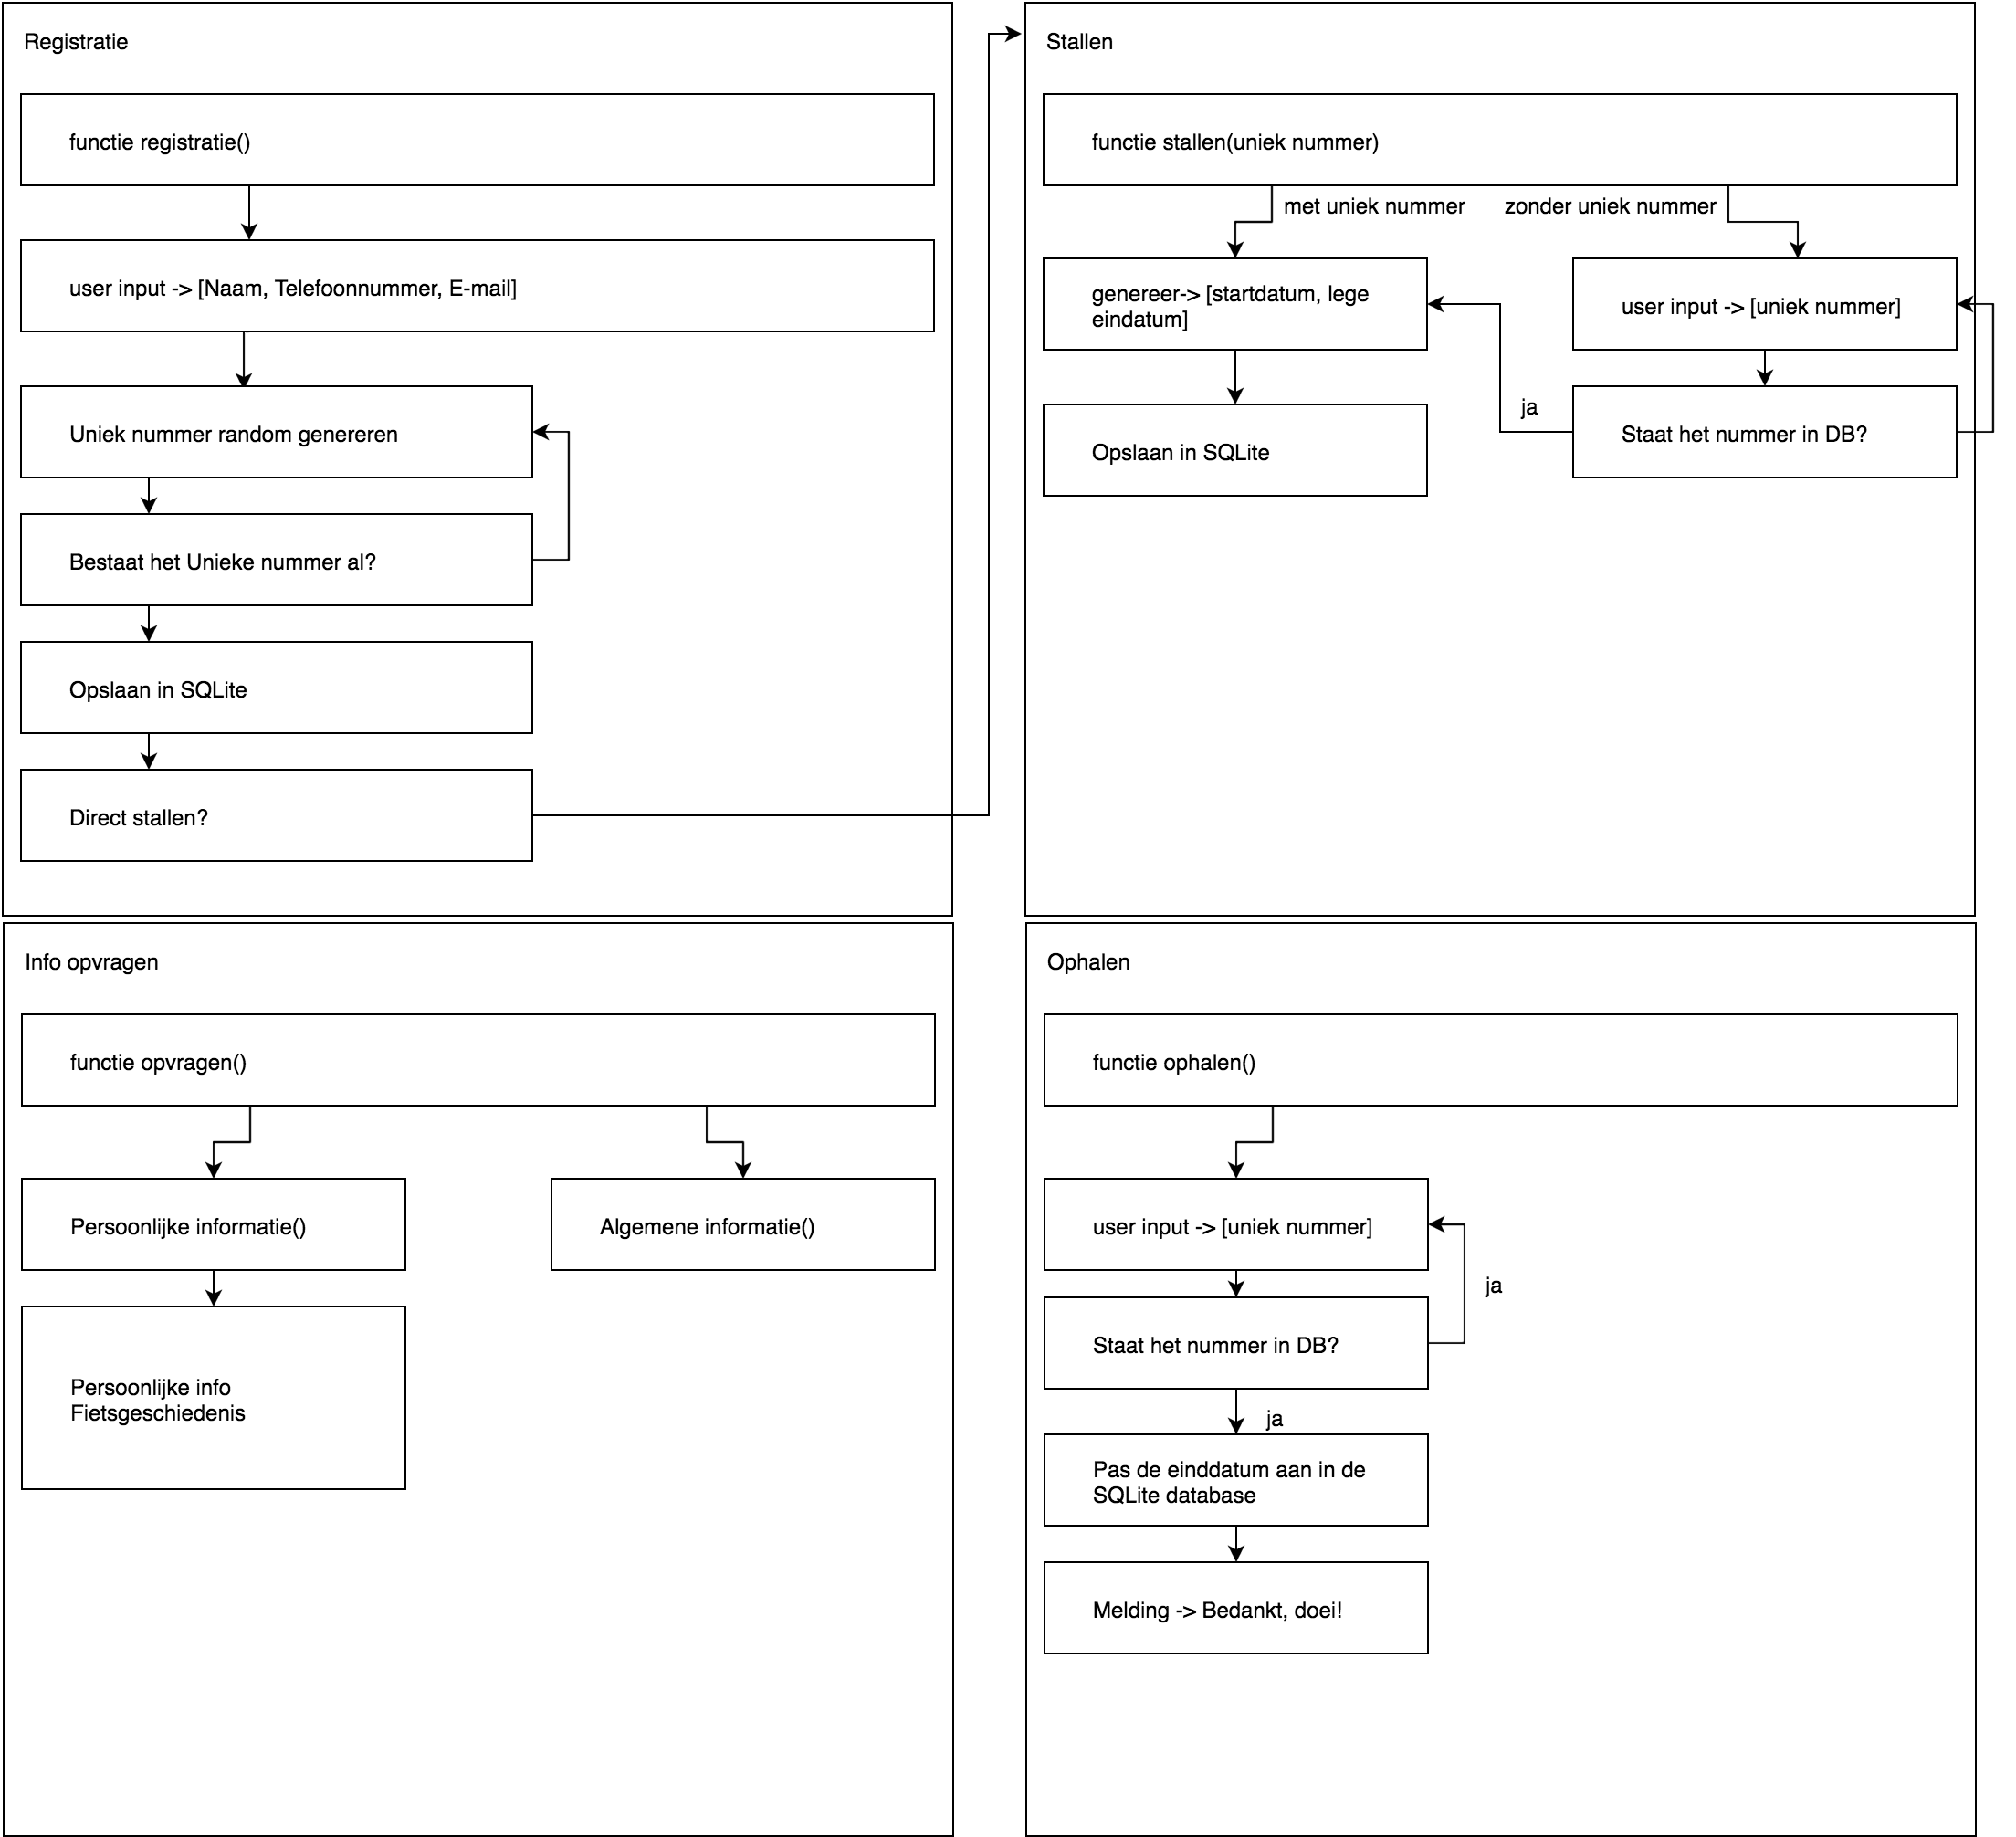 Registratie
functie registratie()
user input -> [Naam, Telefoonnummer, E-mail]
Uniek nummer random genereren
Bestaat het Unieke nummer al?
Opslaan in SQLite
Direct stallen?
Stallen
functie stallen(uniek nummer)
met uniek nummer
zonder uniek nummer
genereer-> [startdatum, lege
eindatum]
user input -> [uniek nummer]
ja
Staat het nummer in DB?
Opslaan in SQLite
Info opvragen
functie opvragen()
Persoonlijke informatie()
Algemene informatie()
Persoonlijke info
Fietsgeschiedenis
Ophalen
functie ophalen()
user input -> [uniek nummer]
ja
Staat het nummer in DB?
ja
Pas de einddatum aan in de
SQLite database
Melding -> Bedankt, doei!